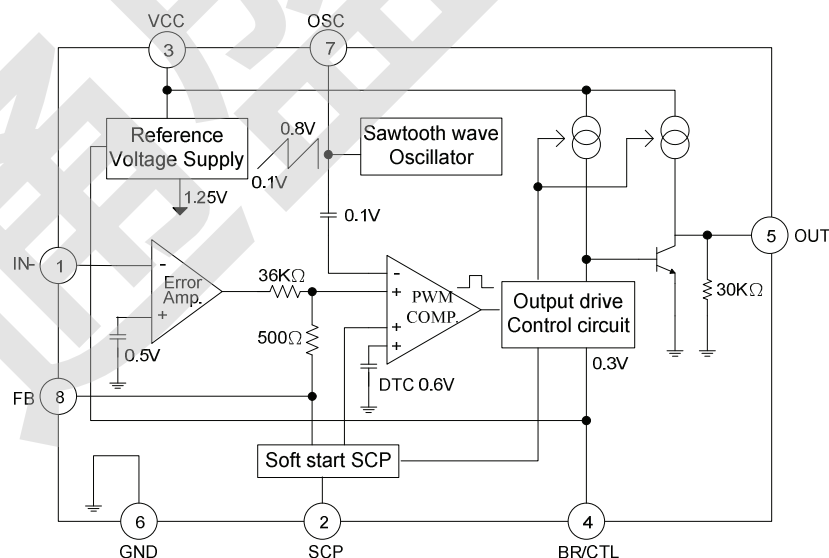 VCC
OSC
3
7
Reference
Voltage Supply
0.8V
0.1V
Sawtooth wave
Oscillator
1.25V
0.1V
IN-
1
-
Error
Amp.
+
0.5V
36KΩ
500Ω
-
+
PWM
COMP.
+
+
DTC 0.6V
Output drive
Control circuit
0.3V
5
OUT
30KΩ
FB
8
Soft start SCP
6
GND
2
SCP
4
BR/CTL